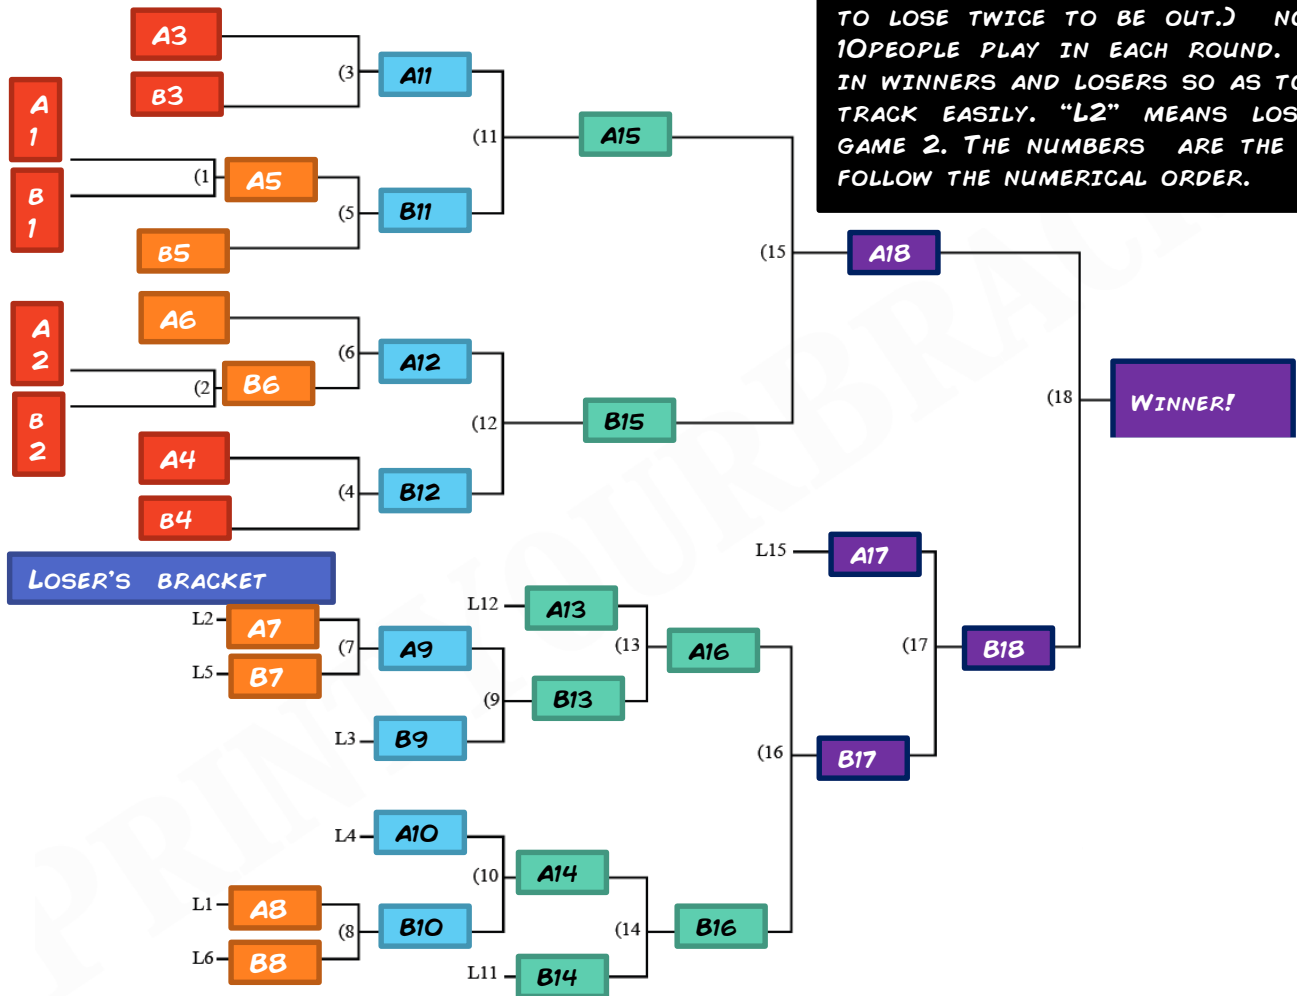 TO LOSE TWICE TO BE OUT.)
10PEOPLE PLAY IN EACH ROUND.
IN WINNERS AND LOSERS SO AS
TRACK EASILY. “L2” MEANS
GAME 2. THE NUMBERS ARE THE
FOLLOW THE NUMERICAL ORDER.
A3
B3
(3
A11
A
1
B
1
(1
A5
(5
B11
B5
(11
A15
A6
(6
A12
A
2
B
2
(2
B6
(12
B15
A4
(4
B12
B4
(15
A18
(18
WINNER!
LOSER'S BRACKET
L2
A7
(7
L5
B7
A9
L3
B9
(9
L12
A13
(13
B13
A16
L4
A10
(10
L1
A8
(8
L6
B8
B10
A14
(14
L11
B14
B16
(16
L15
A17
(17
B17
B18
PRINTYOURBRACK